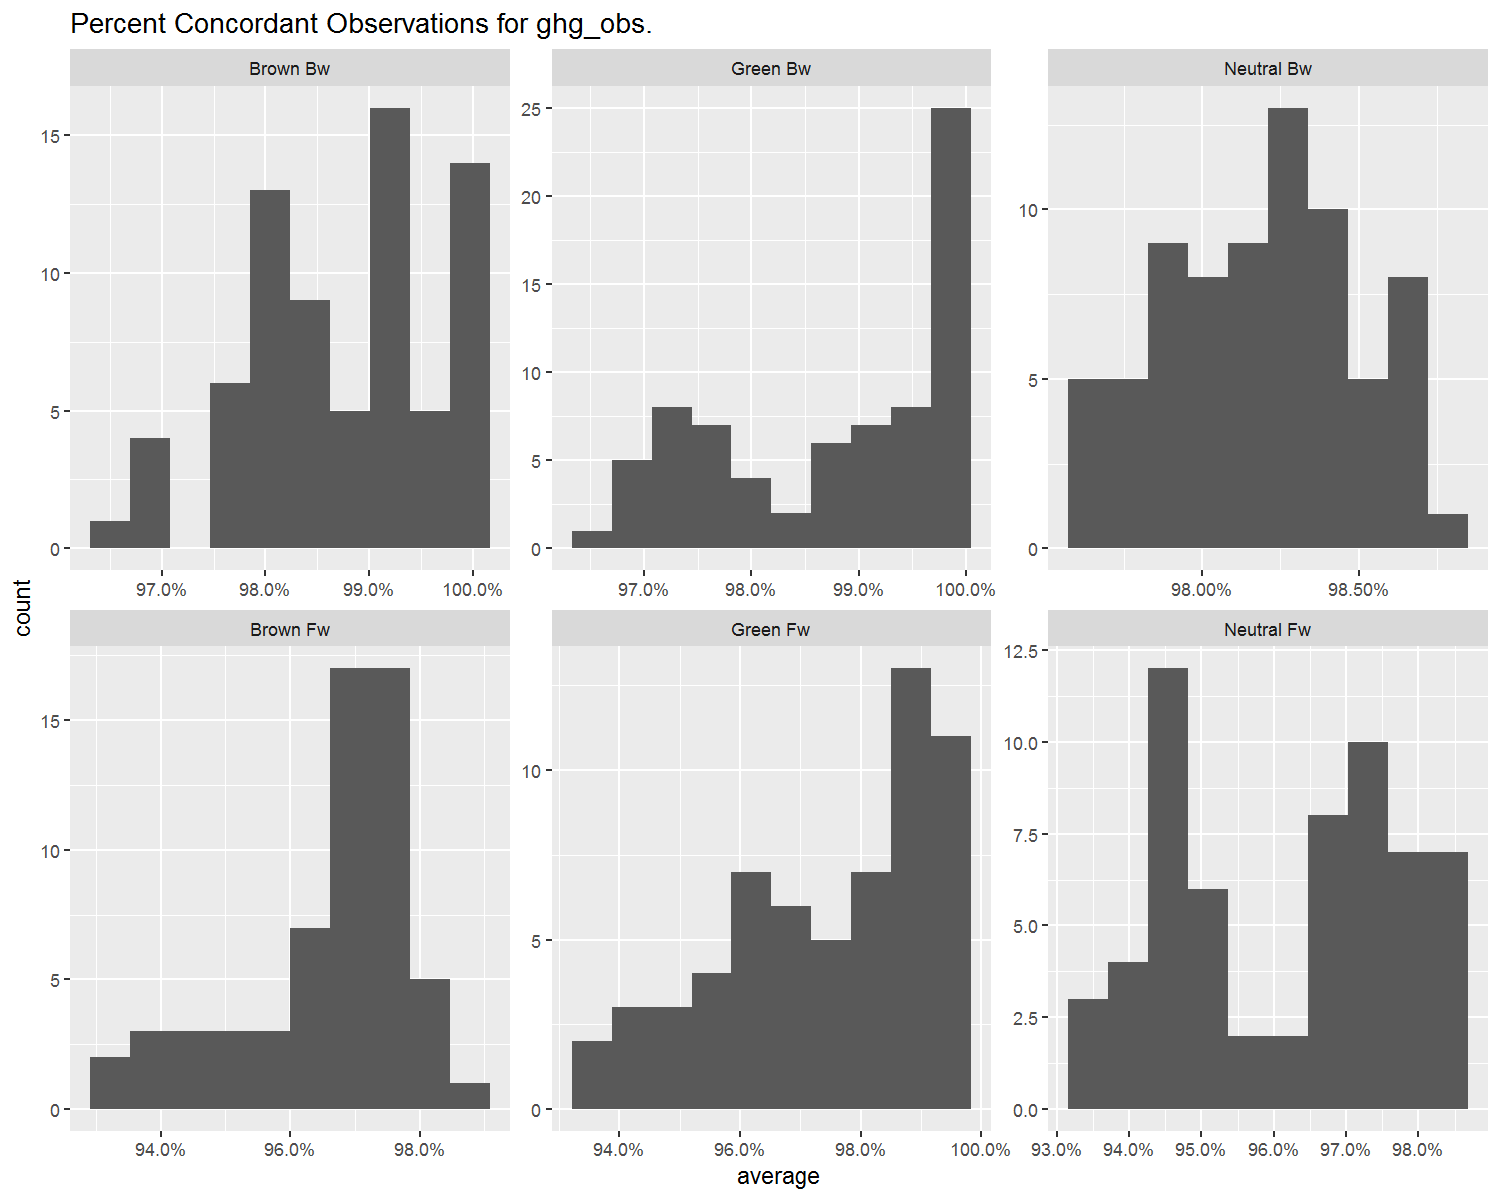 Percent Concordant Observations for ghg_obs.
Brown Bw
Green Bw
Neutral Bw
15
10
5
0
97.0% 98.0% 99.0% 100.0%
25
20
15
10
5
0
97.0% 98.0% 99.0% 100.0%
10
5
0
98.00% 98.50%
count
Brown Fw
Green Fw
Neutral Fw
15
10
5
0
94.0% 96.0% 98.0%
10
5
0
94.0% 96.0% 98.0% 100.0%
12.5
10.0
7.5
5.0
2.5
0.0
93.0% 94.0% 95.0% 96.0% 97.0% 98.0%
average